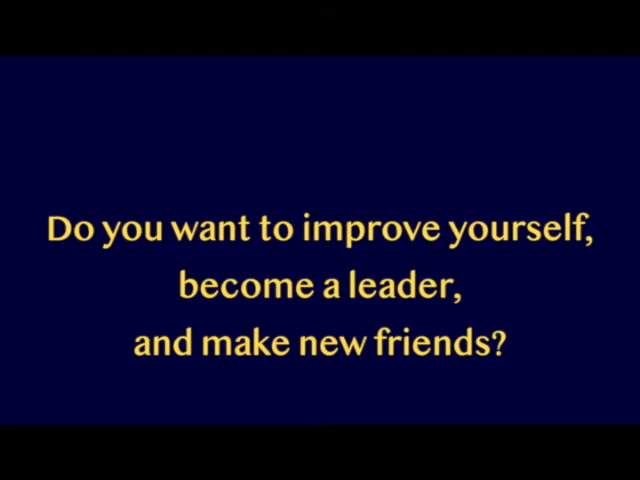 Do you want to improve yourself,
become a leader,
and make new friends?